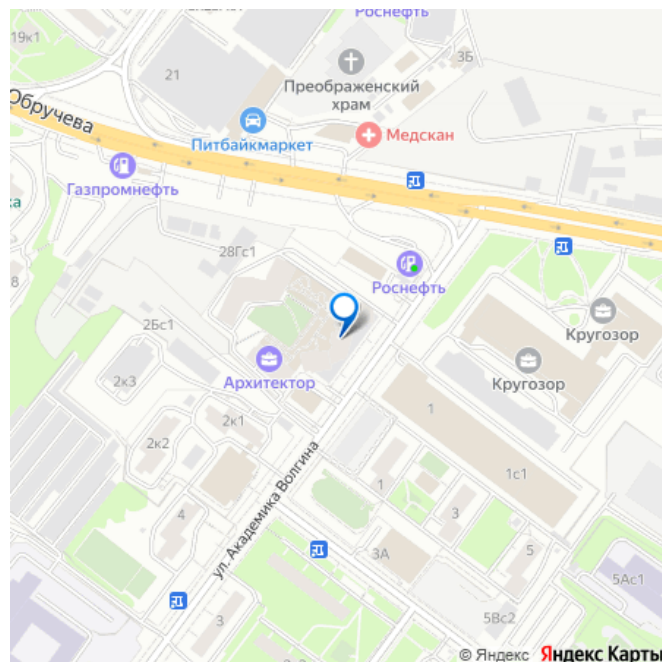 Роснефть
19к1
3Б
21
Преображенский
храм
Обручева
Питбайкмаркет
Медскан
Газпромнефть
28Гс1
Роснефть
8
2Бс1
Кругозор
Кругозор
2к3
Архитектор
2к1
1
2к2
1с1
ул. Академика Волгина
1
4
3
3А
5
5Ас1
3
5Вс2
© Яндекс Яндекс Карты